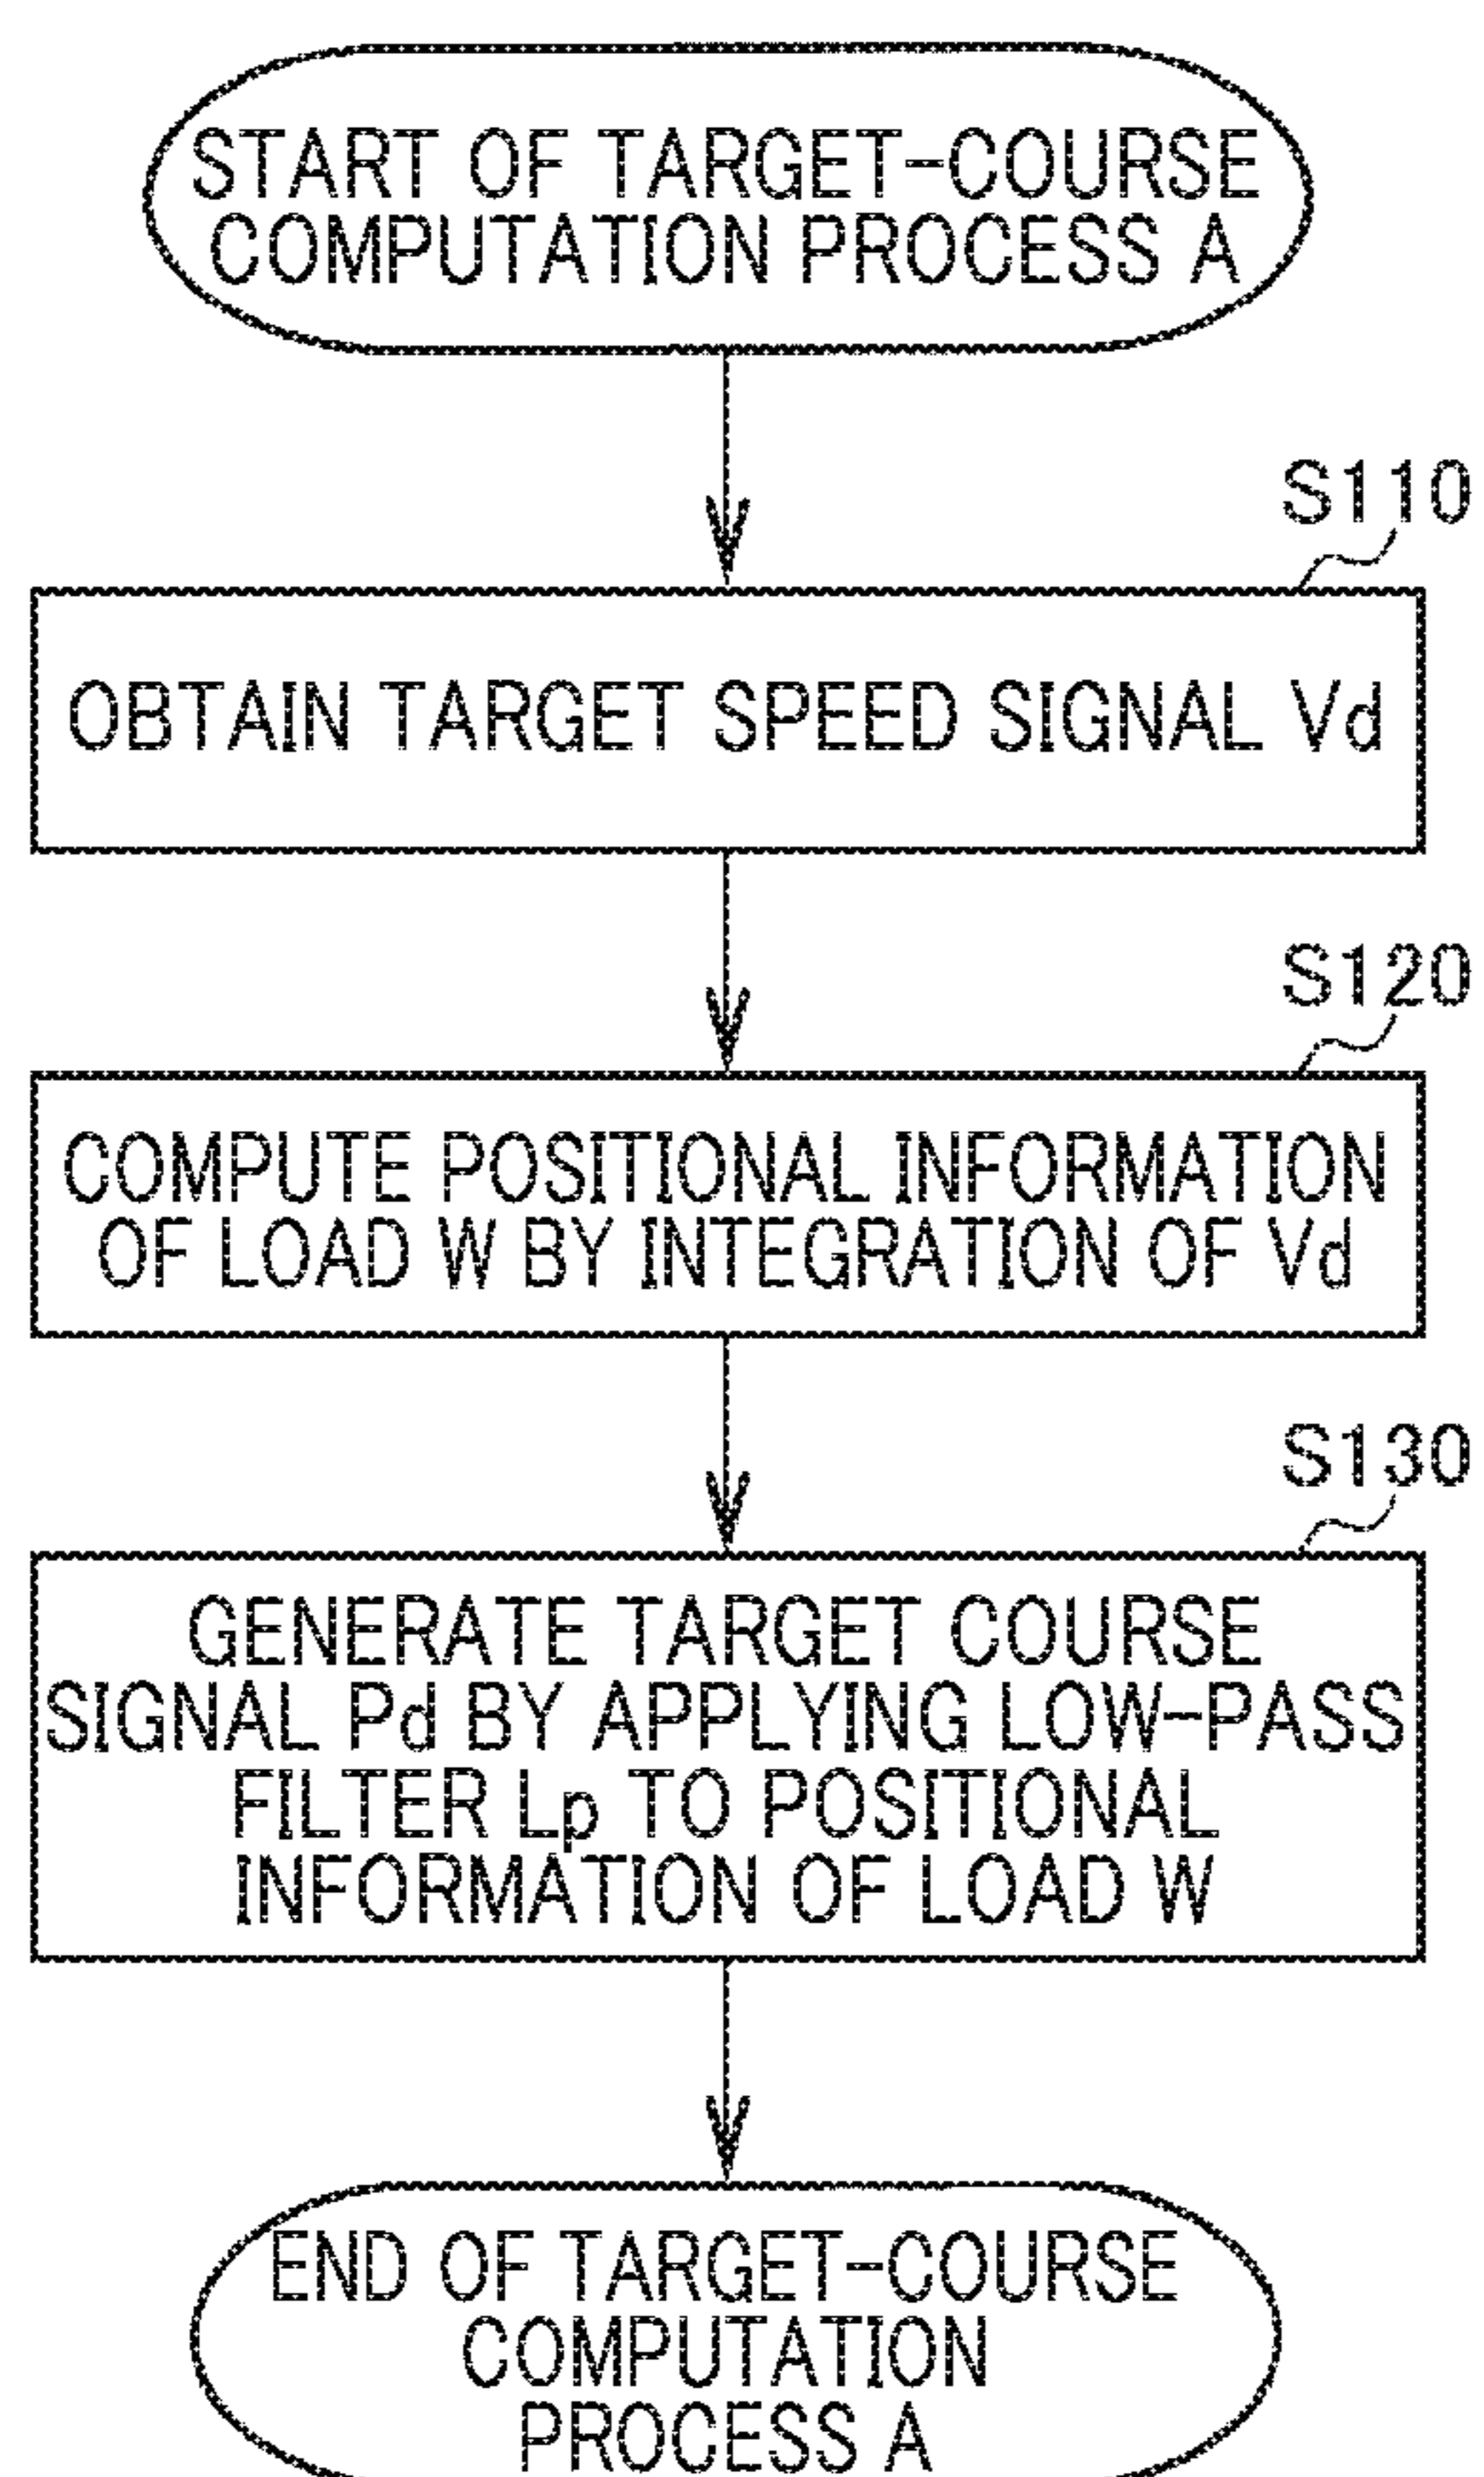 START OF TARGET-COURSE
COMPUTATION PROCESS A
S110
OBTAIN TARGET SPEED SIGNAL Vd
S120
COMPUTE POSITIONAL INFORMATION
OF LOAD W BY INTEGRATION OF Vd
S130
GENERATE TARGET COURSE
SIGNAL Pd BY APPLYING LOW-PASS
FILTER Lp TO POSITIONAL
INFORMATION OF LOAD W
END OF TARGET-COURSE
COMPUTATION
PROCESS A